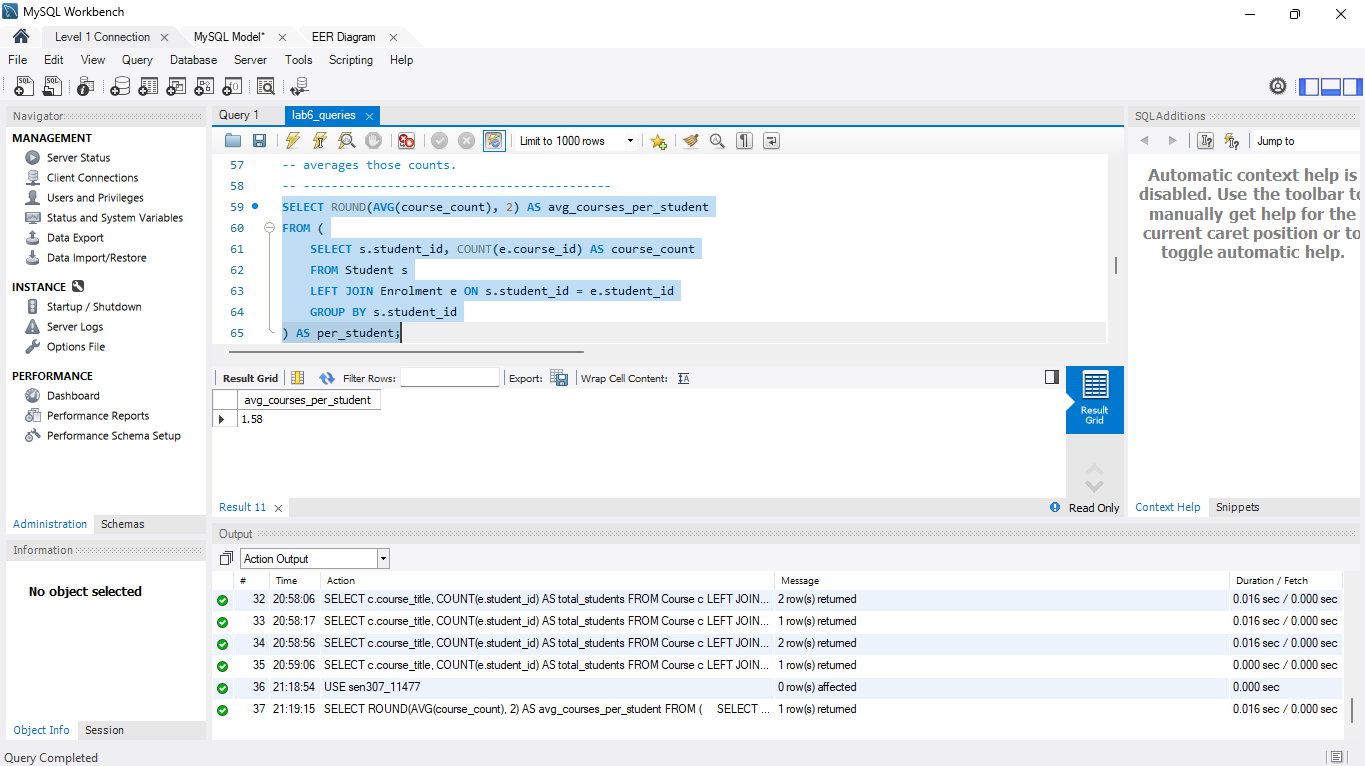 MySQL Workbench
Level 1 Connection
MySQL Model*
EER Diagram
File Edit View Query Database Server Tools Scripting Help
Navigator
MANAGEMENT
Server Status
Client Connections
Users and Privileges
Status and System Variables
Data Export
Data Import/Restore
INSTANCE
Startup / Shutdown
Server Logs
Options File
PERFORMANCE
Dashboard
Performance Reports
Performance Schema Setup
Administration Schemas
Information
No object selected
Object Info Session
Query 1 lab6_queries
Limit to 1000 rows
57 -- averages those counts.
58 -- --------------------------------------------
59 SELECT ROUND(AVG(course_count), 2) AS avg_courses_per_student
60 FROM (
61 SELECT s.student_id, COUNT(e.course_id) AS course_count
62 FROM Student s
63 LEFT JOIN Enrolment e ON s.student_id = e.student_id
64 GROUP BY s.student_id
65 ) AS per_student;
Result Grid Filter Rows: Export: Wrap Cell Content:
avg_courses_per_student
1.58
Result Grid
Result 11
Read Only
Output
Action Output
# Time Action Message Duration / Fetch
32 20:58:06 SELECT c.course_title, COUNT(e.student_id) AS total_students FROM Course c LEFT JOIN... 2 row(s) returned 0.016 sec / 0.000 sec
33 20:58:17 SELECT c.course_title, COUNT(e.student_id) AS total_students FROM Course c LEFT JOIN... 1 row(s) returned 0.016 sec / 0.000 sec
34 20:58:56 SELECT c.course_title, COUNT(e.student_id) AS total_students FROM Course c LEFT JOIN... 2 row(s) returned 0.016 sec / 0.000 sec
35 20:59:06 SELECT c.course_title, COUNT(e.student_id) AS total_students FROM Course c LEFT JOIN... 1 row(s) returned 0.000 sec / 0.000 sec
36 21:18:54 USE sen307_11477 0 row(s) affected 0.000 sec
37 21:19:15 SELECT ROUND(AVG(course_count), 2) AS avg_courses_per_student FROM ( SELECT ... 1 row(s) returned 0.016 sec / 0.000 sec
SQLAdditions
Jump to
Automatic context help is
disabled. Use the toolbar to
manually get help for the
current caret position or to
toggle automatic help.
Context Help Snippets
Query Completed